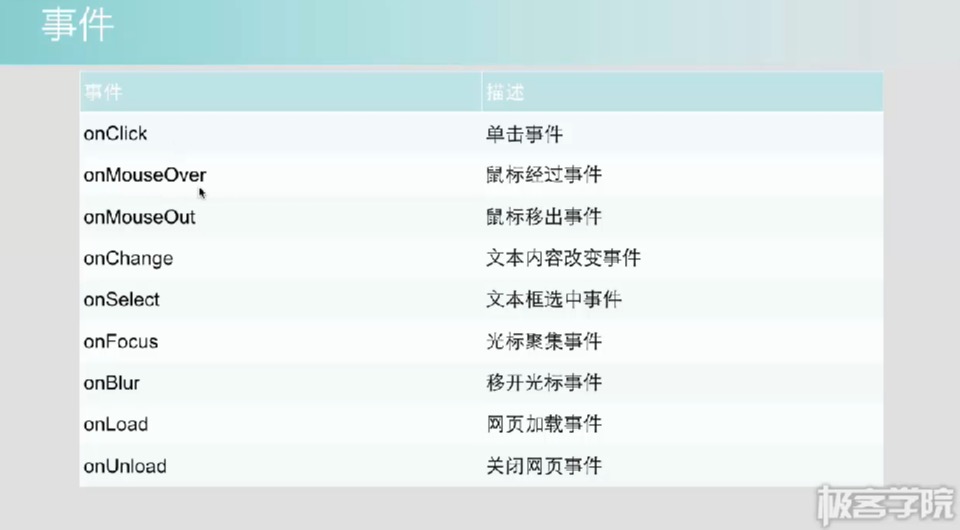 事件
事件 描述
onClick 单击事件
onMouseOver 鼠标经过事件
onMouseOut 鼠标移出事件
onChange 文本内容改变事件
onSelect 文本框选中事件
onFocus 光标聚集事件
onBlur 移开光标事件
onLoad 网页加载事件
onUnload 关闭网页事件
极客学院